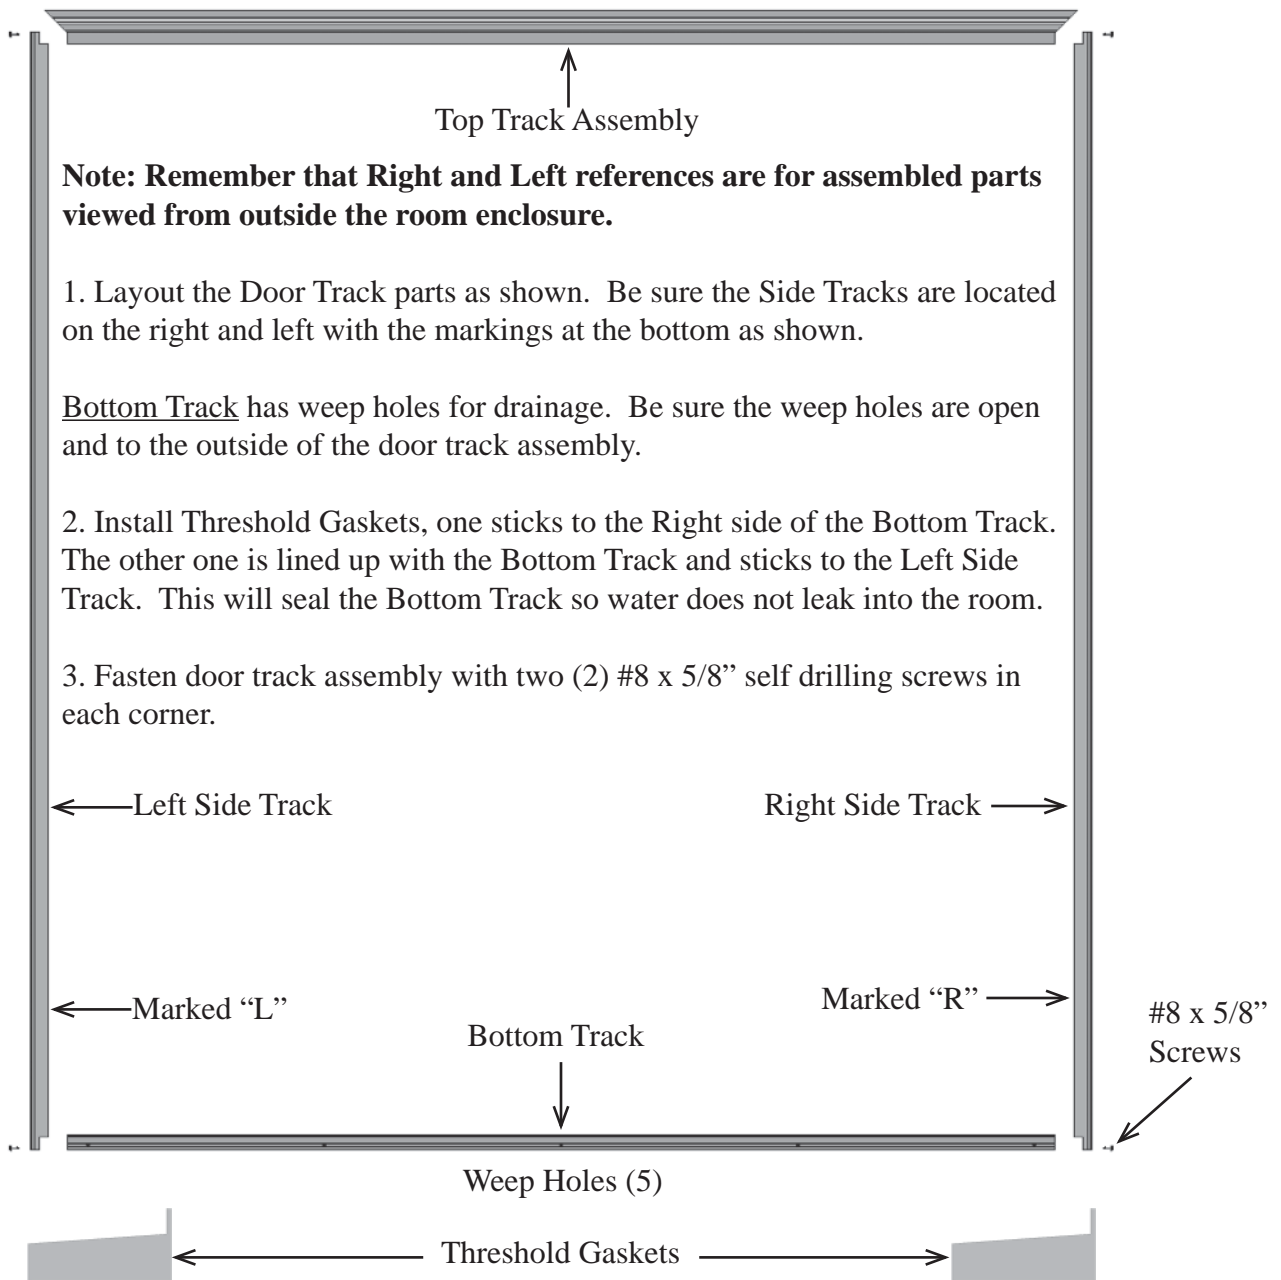 Top Track Assembly
Note: Remember that Right and Left references are for assembled parts
viewed from outside the room enclosure.
1. Layout the Door Track parts as shown.  Be sure the Side Tracks are located
on the right and left with the markings at the bottom as shown.
Bottom Track has weep holes for drainage.  Be sure the weep holes are open
and to the outside of the door track assembly.
2. Install Threshold Gaskets, one sticks to the Right side of the Bottom Track.
The other one is lined up with the Bottom Track and sticks to the Left Side
Track.  This will seal the Bottom Track so water does not leak into the room.
3. Fasten door track assembly with two (2) #8 x 5/8” self drilling screws in
each corner.
Left Side Track
Right Side Track
Marked “L”
Marked “R”
#8 x 5/8”
Screws
Bottom Track
Weep Holes (5)
Threshold Gaskets